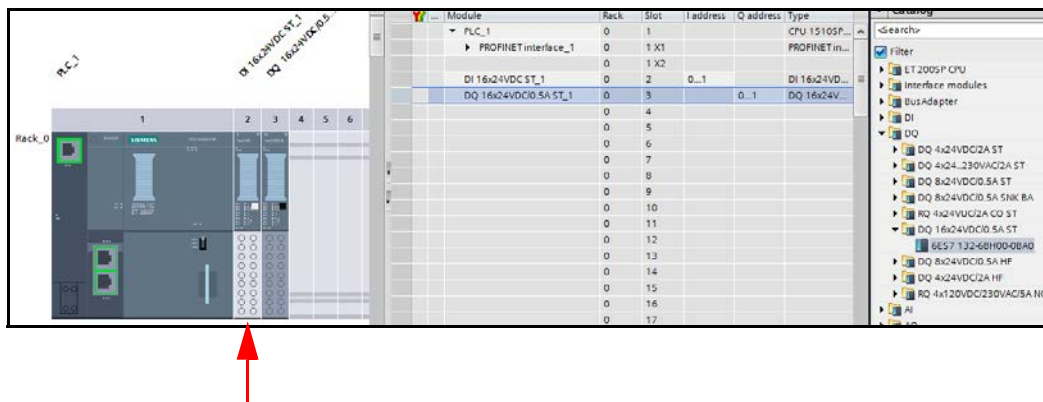 PLC_1
DI 16x24VDC ST_1
DQ 16x24VDC/0.5...
1 2 3 4 5 6
Rack_0
SIEMENS
... Module Rack Slot I address Q address Type
PLC_1 0 1 CPU 1510SP...
PROFINET interface_1 0 1 X1 PROFINET in...
0 1 X2
DI 16x24VDC ST_1 0 2 0...1 DI 16x24VD...
DQ 16x24VDC/0.5A ST_1 0 3 0...1 DQ 16x24V...
0 4
0 5
0 6
0 7
0 8
0 9
0 10
0 11
0 12
0 13
0 14
0 15
0 16
0 17
Catalog
<Search>
Filter
ET 200SP CPU
Interface modules
BusAdapter
DI
DQ
DQ 4x24VDC/2A ST
DQ 4x24..230VAC/2A ST
DQ 8x24VDC/0.5A ST
DQ 8x24VDC/0.5A SNK BA
RQ 4x24VUC/2A CO ST
DQ 16x24VDC/0.5A ST
6ES7 132-6BH00-0BA0
DQ 8x24VDC/0.5A HF
DQ 4x24VDC/2A HF
RQ 4x120VDC/230VAC/5A NO
AI